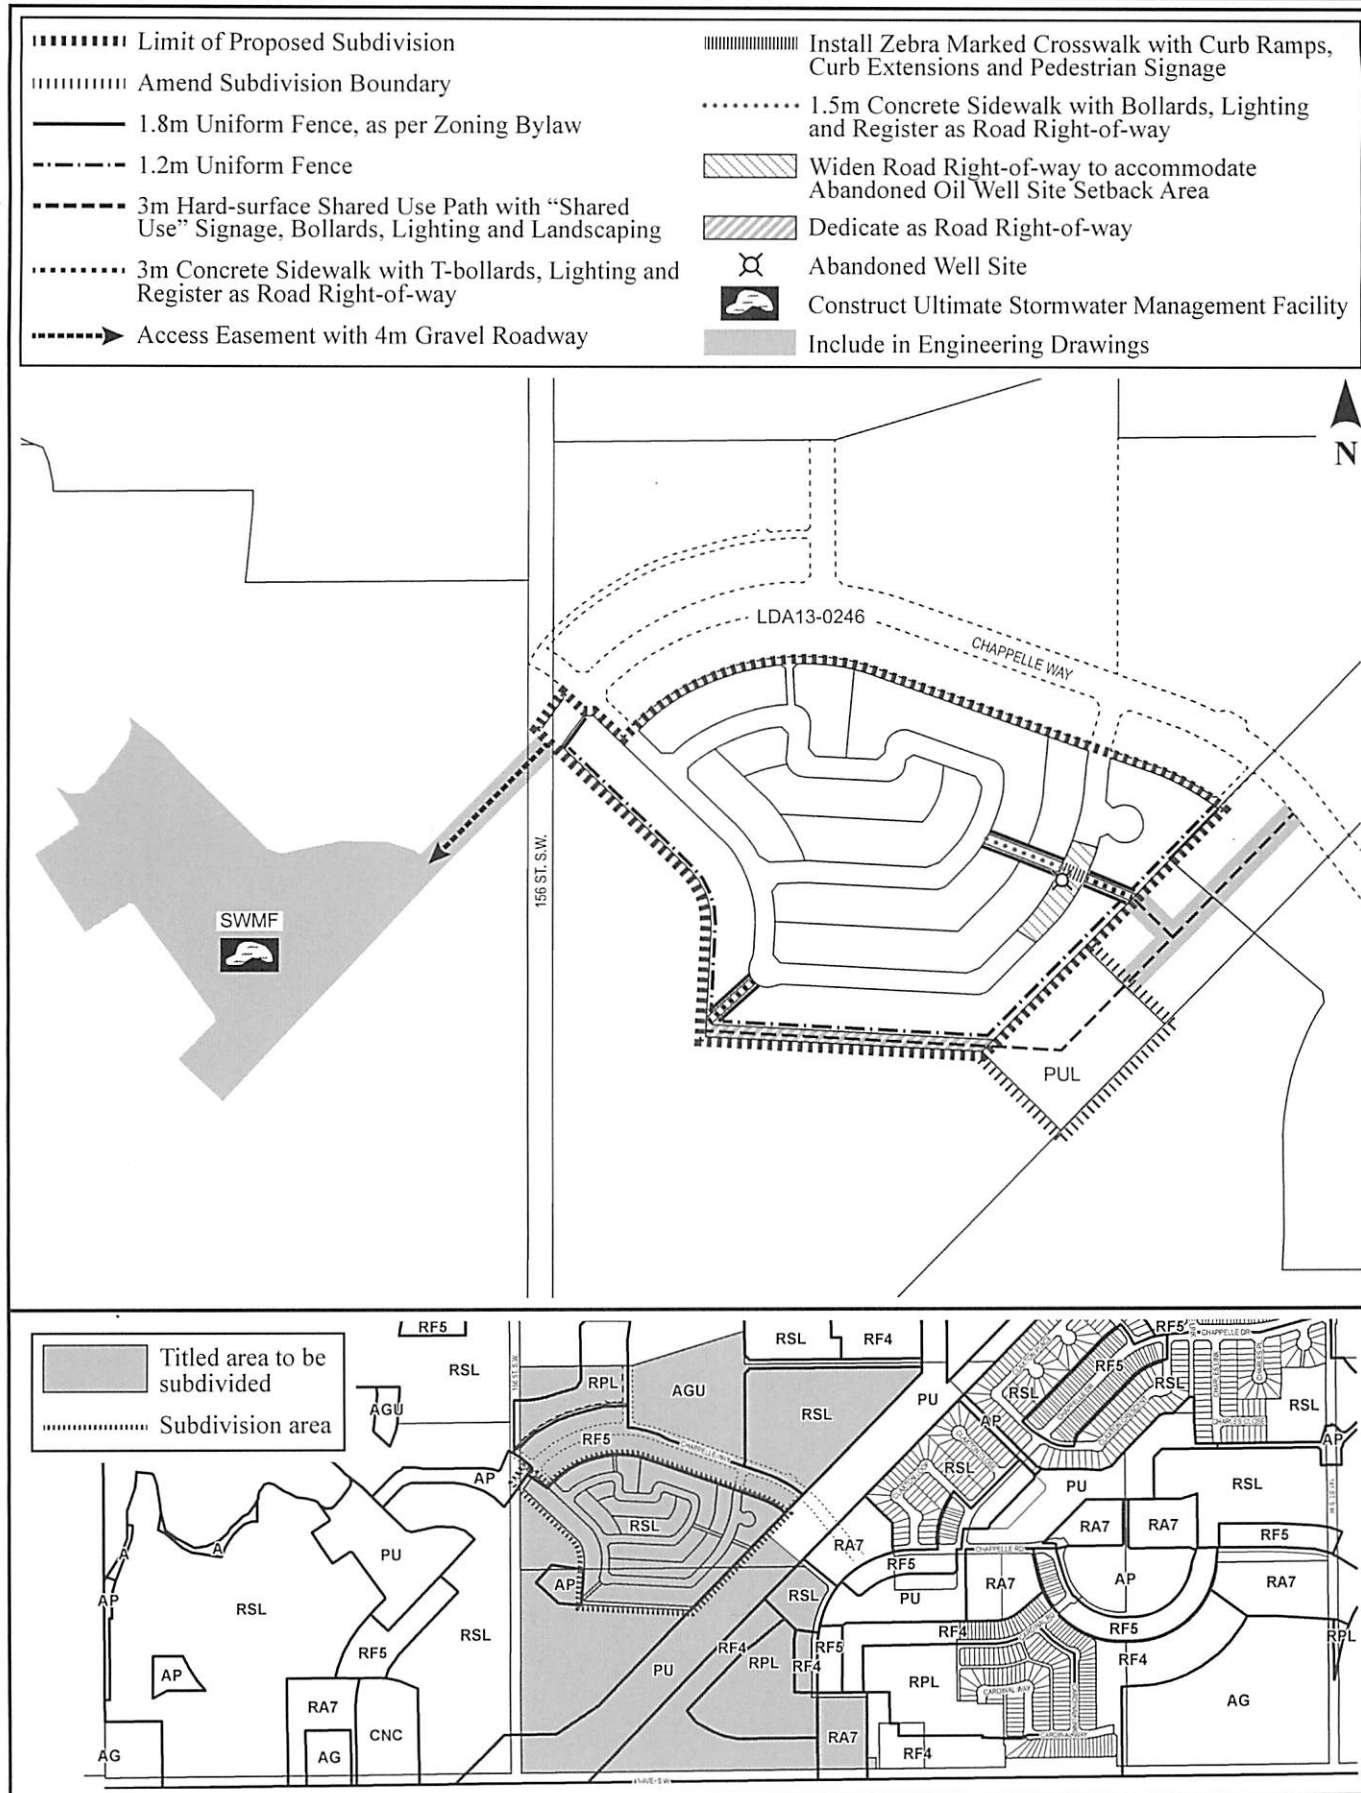 Limit of Proposed Subdivision
Amend Subdivision Boundary
1.8m Uniform Fence, as per Zoning Bylaw
1.2m Uniform Fence
3m Hard-surface Shared Use Path with “Shared
Use” Signage, Bollards, Lighting and Landscaping
3m Concrete Sidewalk with T-bollards, Lighting and
Register as Road Right-of-way
Access Easement with 4m Gravel Roadway
Install Zebra Marked Crosswalk with Curb Ramps,
Curb Extensions and Pedestrian Signage
1.5m Concrete Sidewalk with Bollards, Lighting
and Register as Road Right-of-way
Widen Road Right-of-way to accommodate
Abandoned Oil Well Site Setback Area
Dedicate as Road Right-of-way
Abandoned Well Site
Construct Ultimate Stormwater Management Facility
Include in Engineering Drawings
N
LDA13-0246
CHAPPELLE WAY
156 ST. S.W.
SWMF
PUL
Titled area to be
subdivided
Subdivision area
RF5
RSL
AGU
RPL
AGU
RSL
RF4
RSL
PU
RF5
CHAPPELLE WAY
AP
RSL
AP
RF5
CHAPPELLE DR
RF5
RSL
RSL
AP
RSL
CHARLES CLOSE
RSL
AP
PU
RSL
A
A
AP
PU
RSL
RSL
RF5
AP
RA7
AG
CNC
AG
RA7
RF5
CHAPPELLE RD
RSL
PU
RA7
RA7
RA7
AP
RF5
RA7
RF4
RF5
RF4
RPL
PU
RF4
RPL
RF4
RF5
RA7
RF4
RPL
CARDINAL WAY
AG